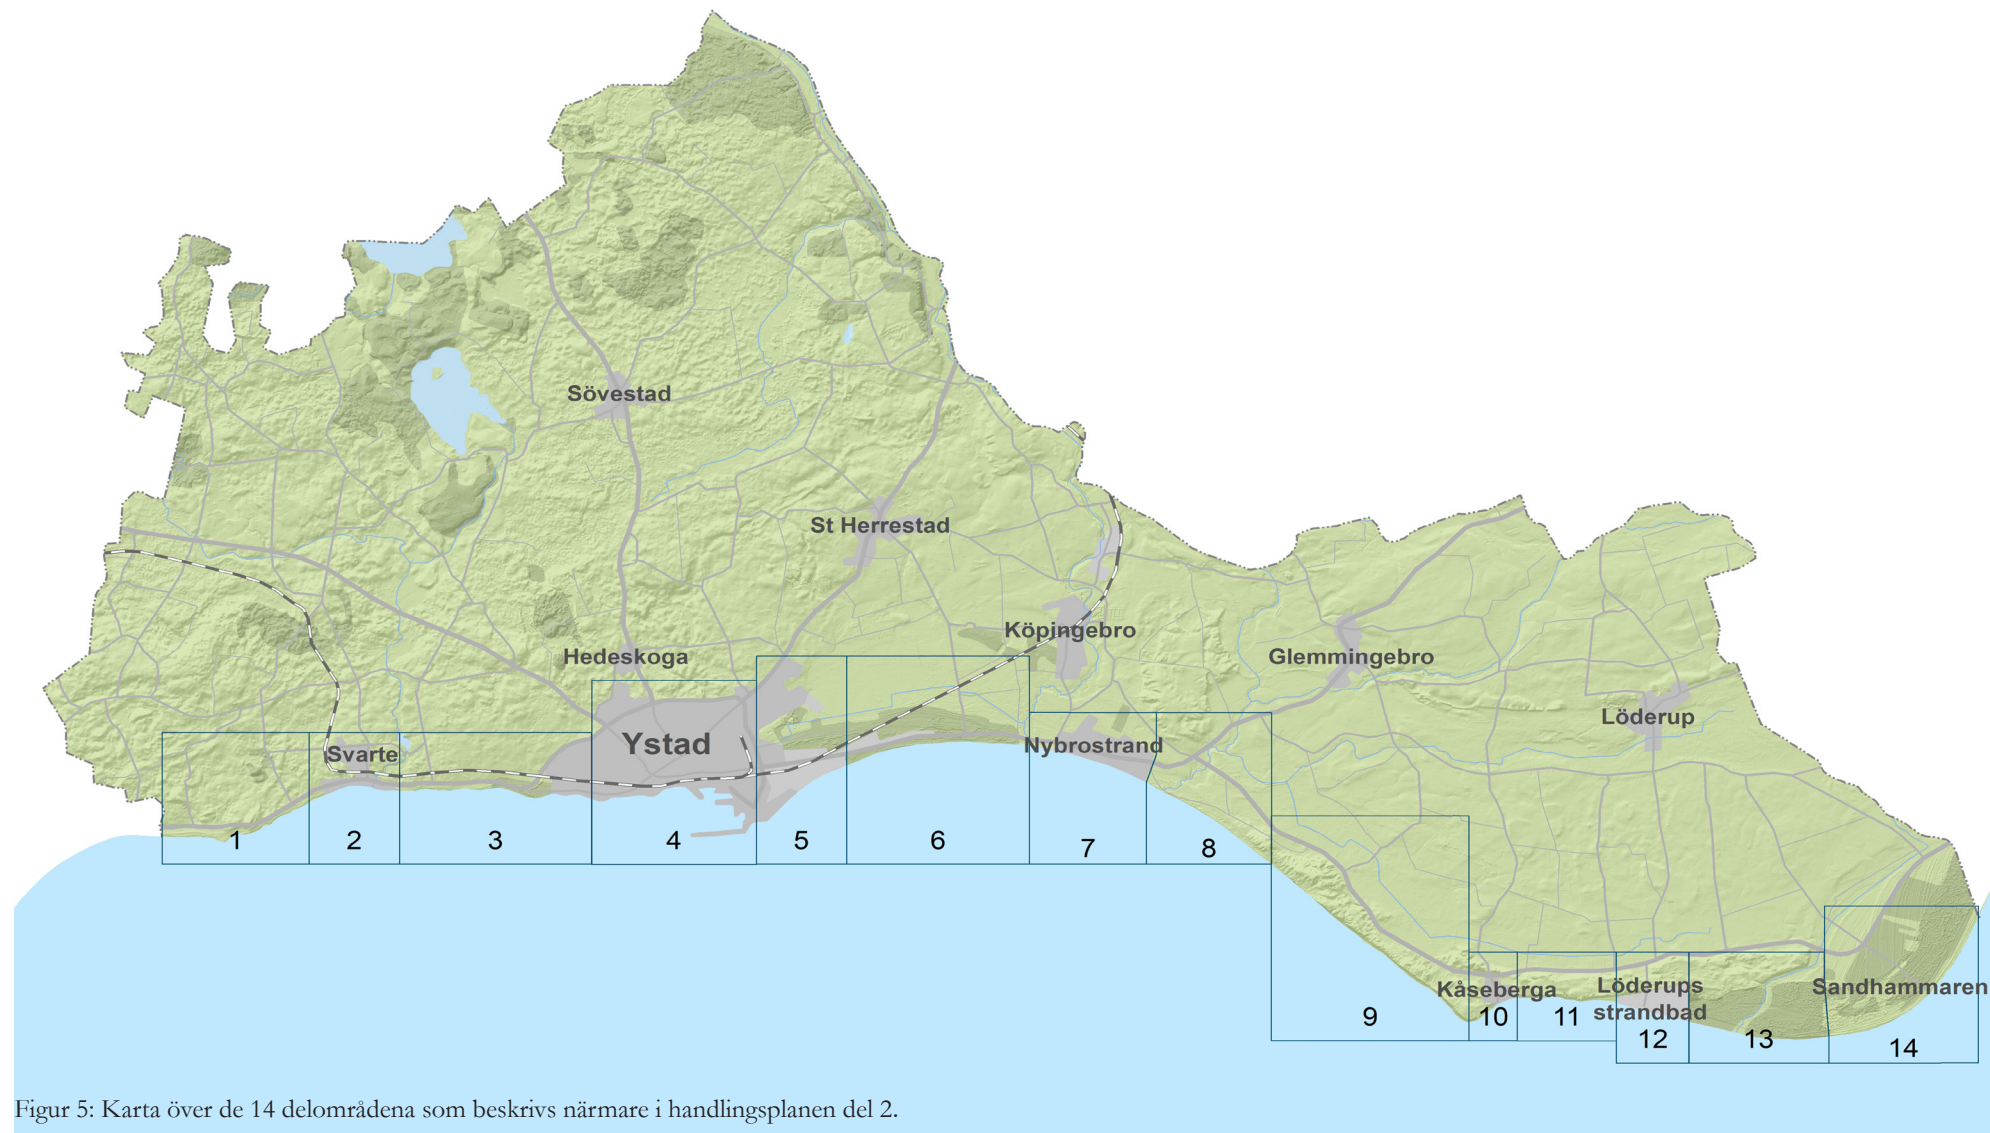 Sövestad
St Herrestad
Köpingebro
Hedeskoga
Glemmingebro
Löderup
Ystad
Nybrostrand
Svarte
1
2
3
4
5
6
7
8
Kåseberga
Löderups
strandbad
Sandhammaren
9
10
11
12
13
14
Figur 5: Karta över de 14 delområdena som beskrivs närmare i handlingsplanen del 2.